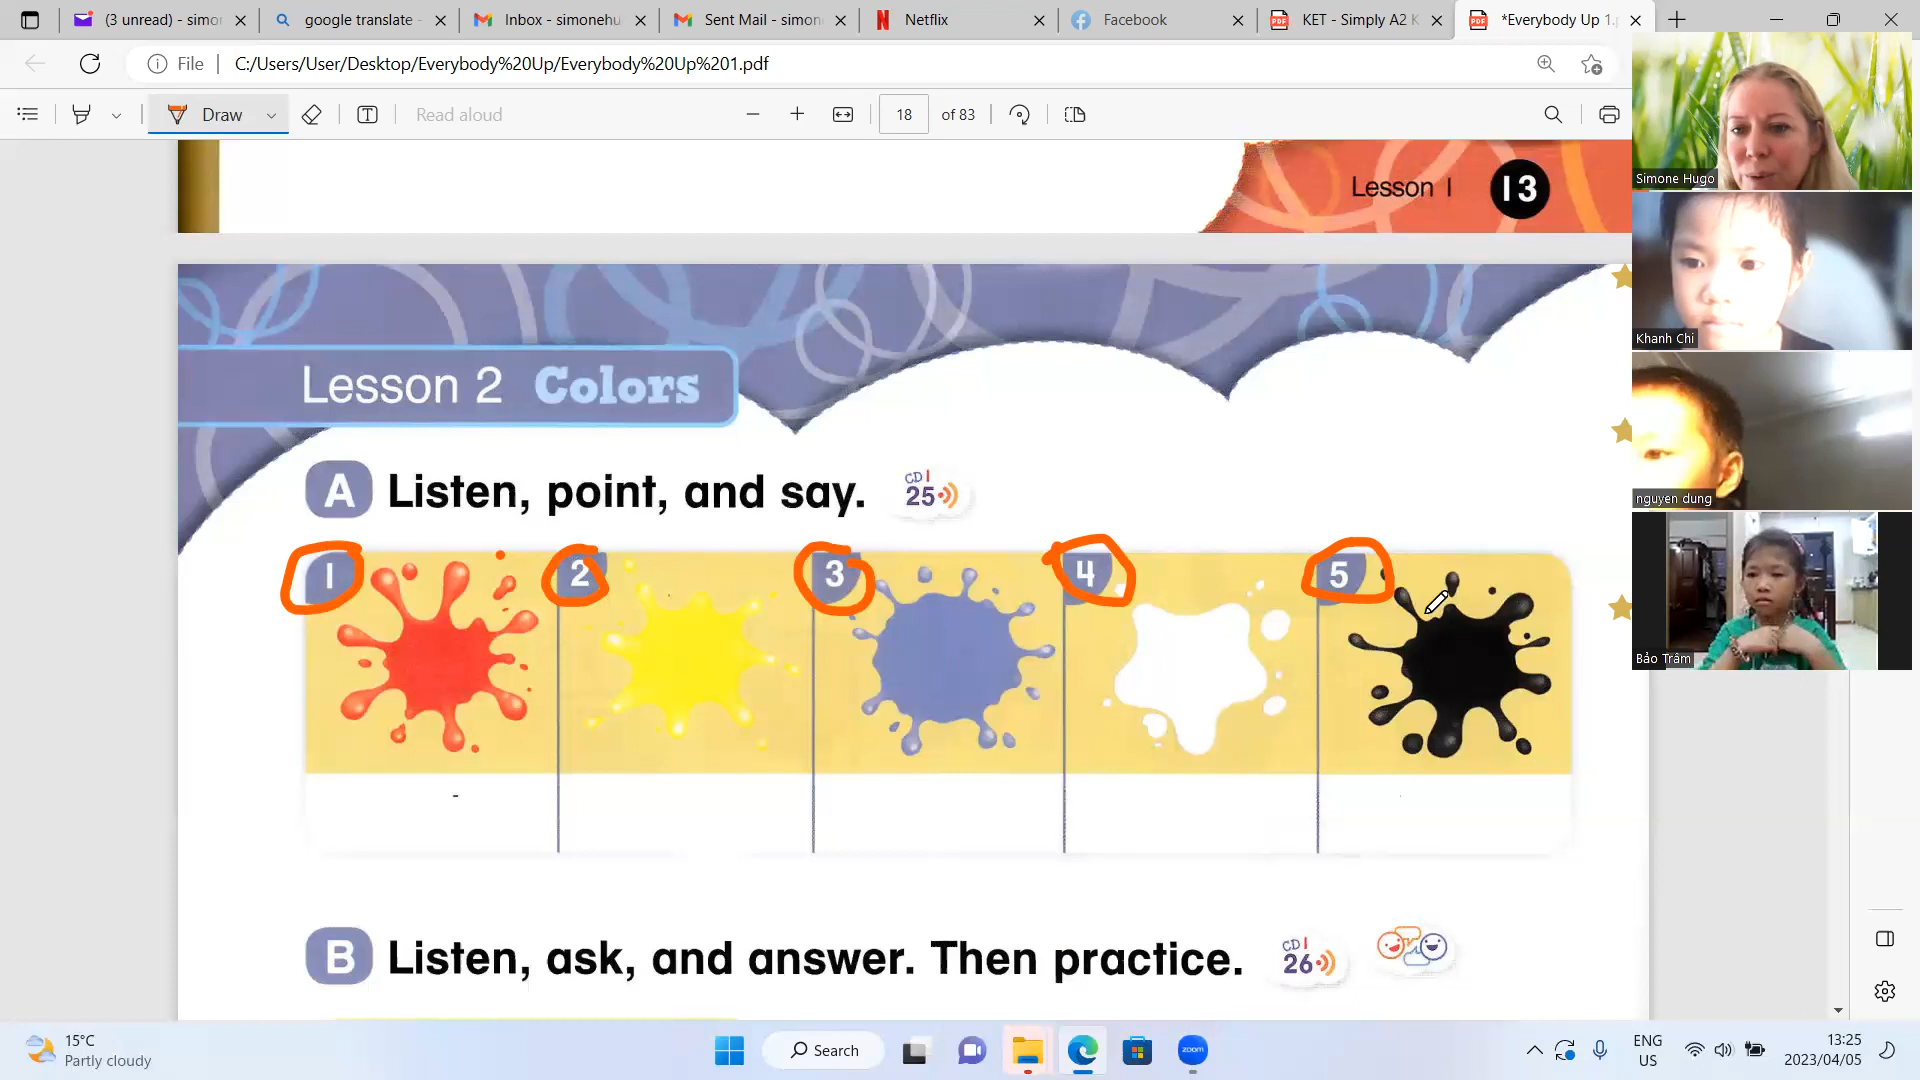 (3 unread) - simo
google translate -
Inbox - simonehu
Sent Mail - simon
Netflix
Facebook
KET - Simply A2 K
*Everybody Up 1.p
File
C:/Users/User/Desktop/Everybody%20Up/Everybody%20Up%201.pdf
Draw
Read aloud
18 of 83
Lesson 1 13
Simone Hugo
Khanh Chi
nguyen dung
Bảo Trâm
Lesson 2 Colors
A Listen, point, and say. CD1 25
1 2 3 4 5
B Listen, ask, and answer. Then practice. CD1 26
15°C
Partly cloudy
Search
zoom
ENG
US
13:25
2023/04/05